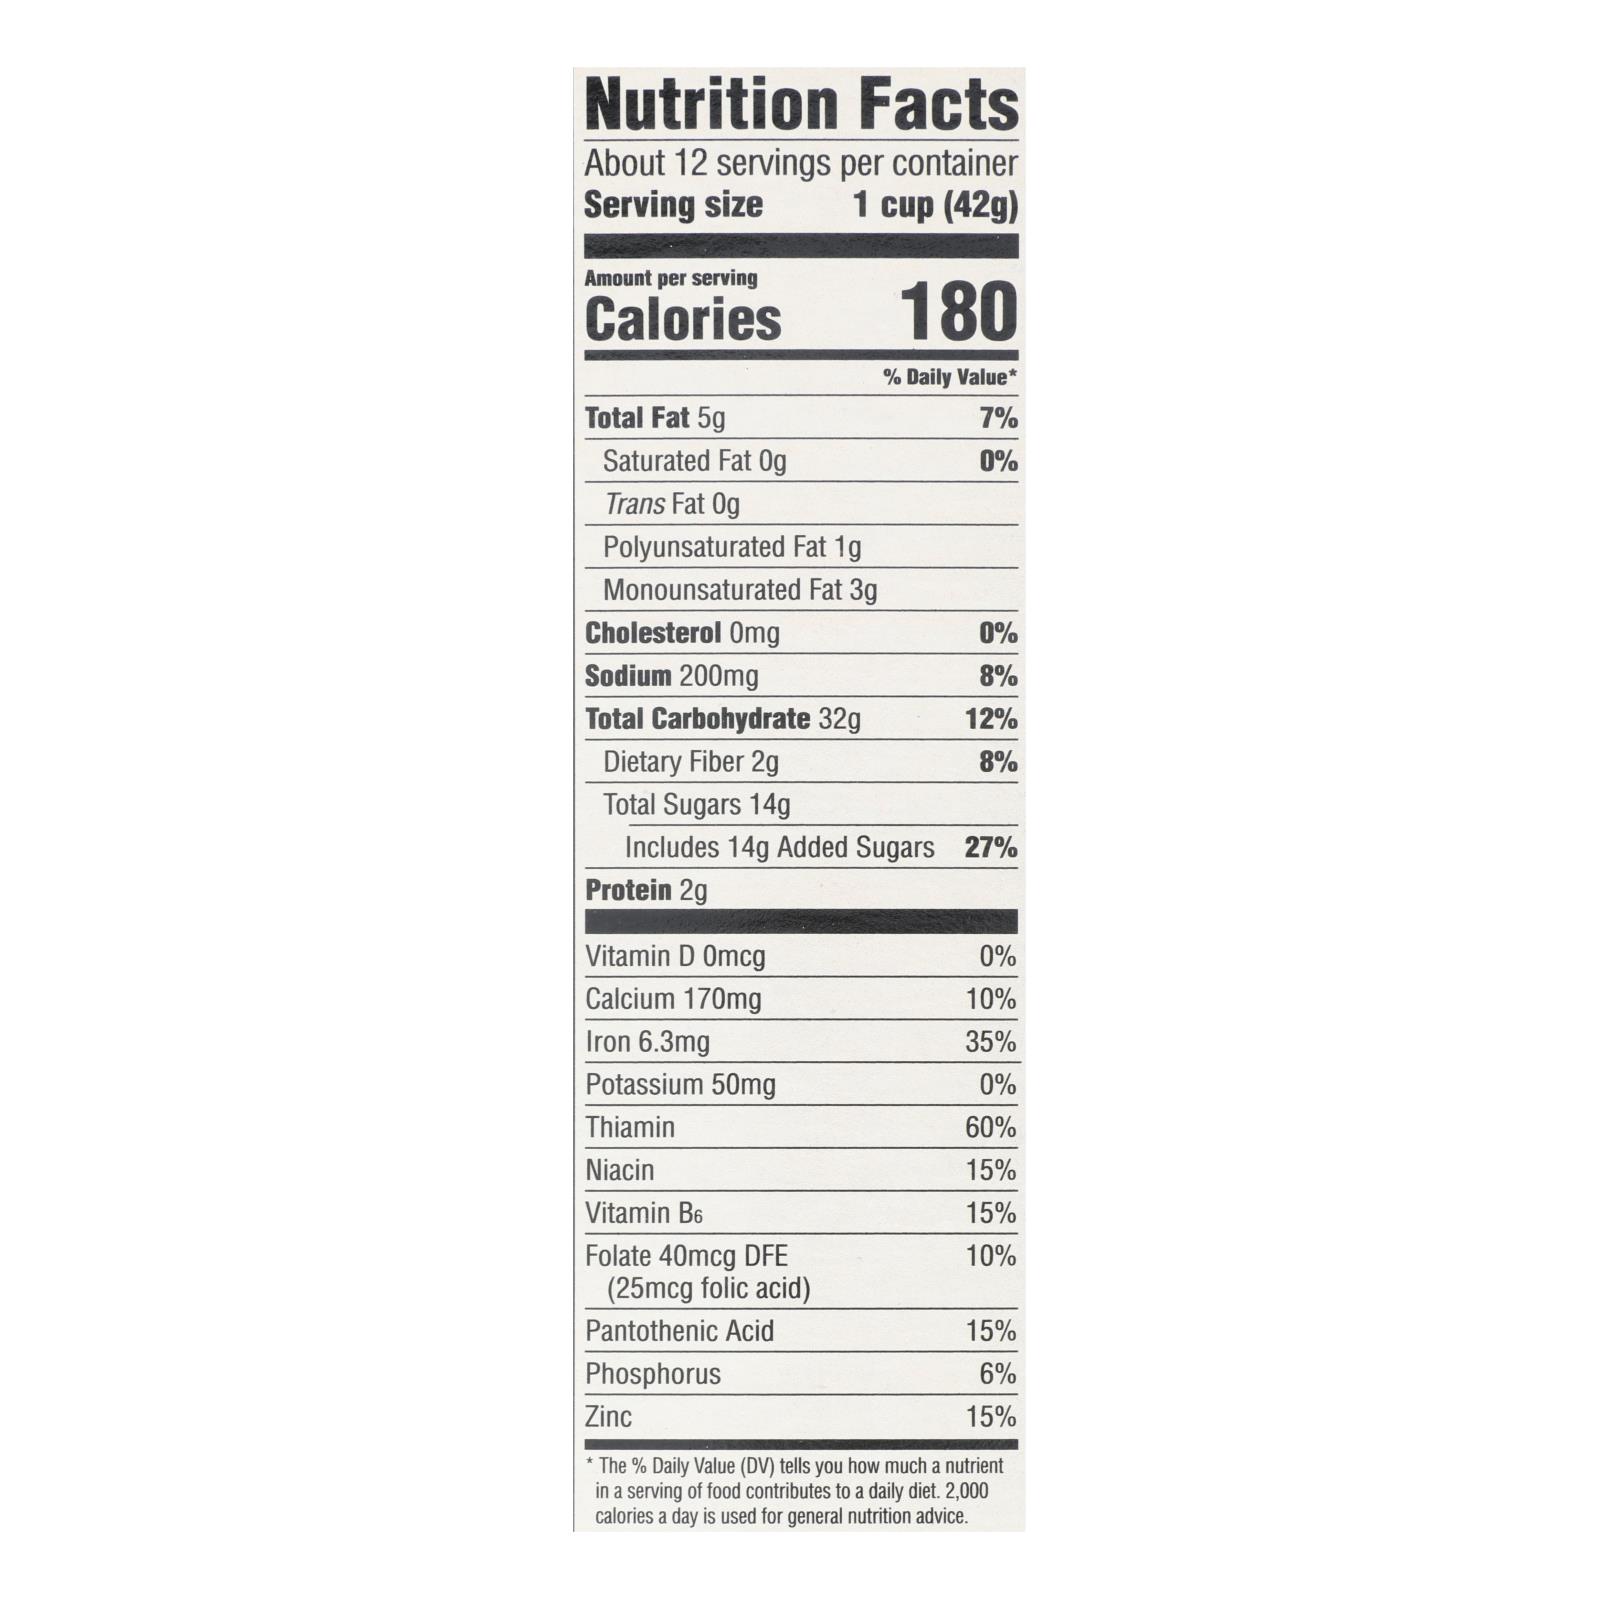 Nutrition Facts
About 12 servings per container
Serving size 1 cup (42g)
Amount per serving
Calories 180
% Daily Value*
Total Fat 5g 7%
Saturated Fat 0g 0%
Trans Fat 0g
Polyunsaturated Fat 1g
Monounsaturated Fat 3g
Cholesterol 0mg 0%
Sodium 200mg 8%
Total Carbohydrate 32g 12%
Dietary Fiber 2g 8%
Total Sugars 14g
Includes 14g Added Sugars 27%
Protein 2g
Vitamin D 0mcg 0%
Calcium 170mg 10%
Iron 6.3mg 35%
Potassium 50mg 0%
Thiamin 60%
Niacin 15%
Vitamin B6 15%
Folate 40mcg DFE 10%
(25mcg folic acid)
Pantothenic Acid 15%
Phosphorus 6%
Zinc 15%
* The % Daily Value (DV) tells you how much a nutrient
in a serving of food contributes to a daily diet. 2,000
calories a day is used for general nutrition advice.